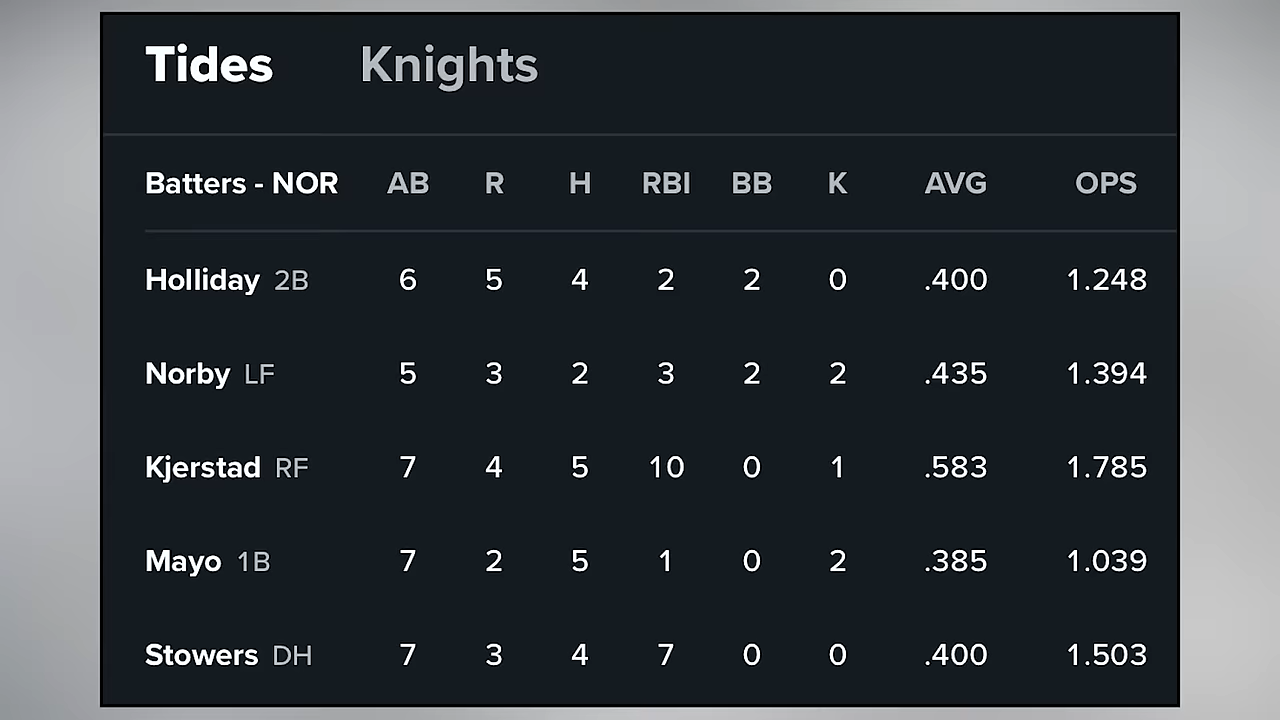 Tides Knights
Batters - NOR AB R H RBI BB K AVG OPS
Holliday 2B 6 5 4 2 2 0 .400 1.248
Norby LF 5 3 2 3 2 2 .435 1.394
Kjerstad RF 7 4 5 10 0 1 .583 1.785
Mayo 1B 7 2 5 1 0 2 .385 1.039
Stowers DH 7 3 4 7 0 0 .400 1.503